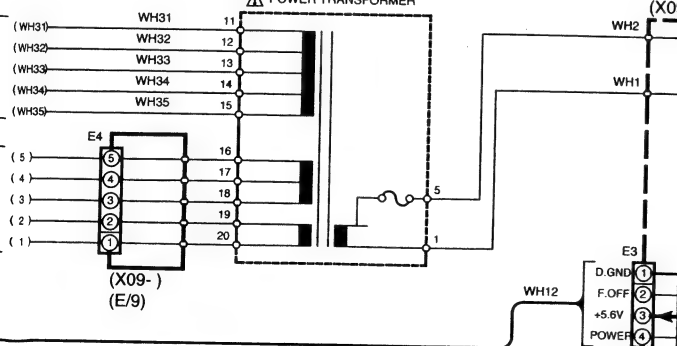 ⚠ POWER TRANSFORMER
(X09
(WH31) WH31 11
(WH32) WH32 12
(WH33) WH33 13
(WH34) WH34 14
(WH35) WH35 15
WH2
WH1
E4
(5) 5 16
(4) 4 17
(3) 3 18
(2) 2 19
(1) 1 20
5
1
(X09- )
(E/9)
WH12
E3
D.GND 1
F.OFF 2
+5.6V 3
POWER 4